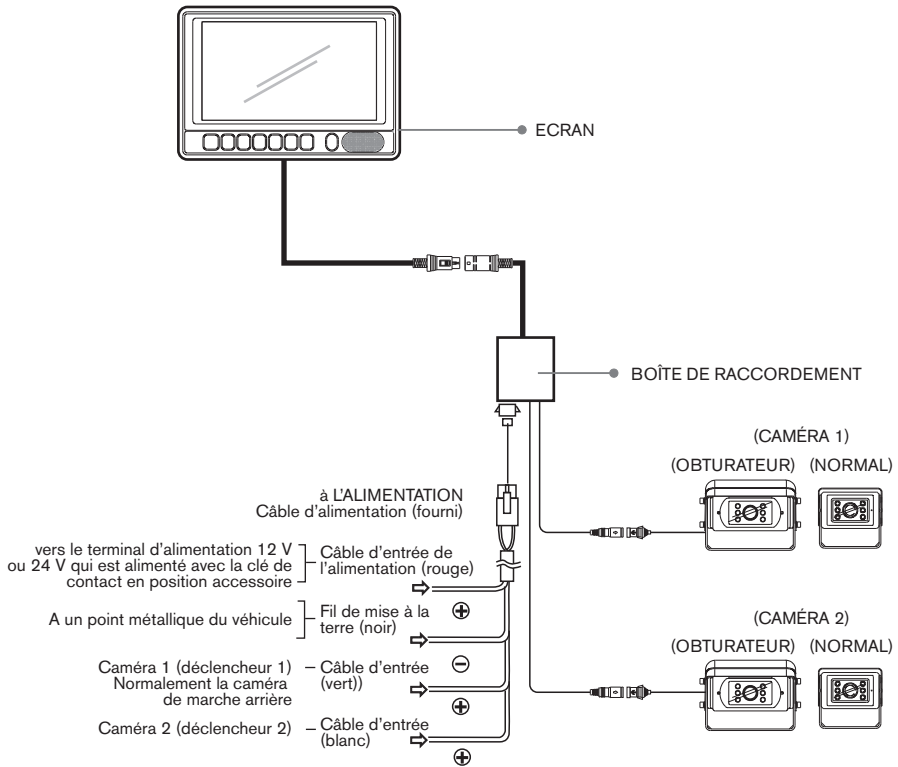 ECRAN
BOÎTE DE RACCORDEMENT
(CAMÉRA 1)
(OBTURATEUR) (NORMAL)
à L'ALIMENTATION
Câble d'alimentation (fourni)
vers le terminal d'alimentation 12 V
ou 24 V qui est alimenté avec la clé de
contact en position accessoire
Câble d'entrée de
l'alimentation (rouge)
A un point métallique du véhicule
Fil de mise à la
terre (noir)
Caméra 1 (déclencheur 1)
Normalement la caméra
de marche arrière
Câble d'entrée
(vert))
Caméra 2 (déclencheur 2)
Câble d'entrée
(blanc)
(CAMÉRA 2)
(OBTURATEUR) (NORMAL)